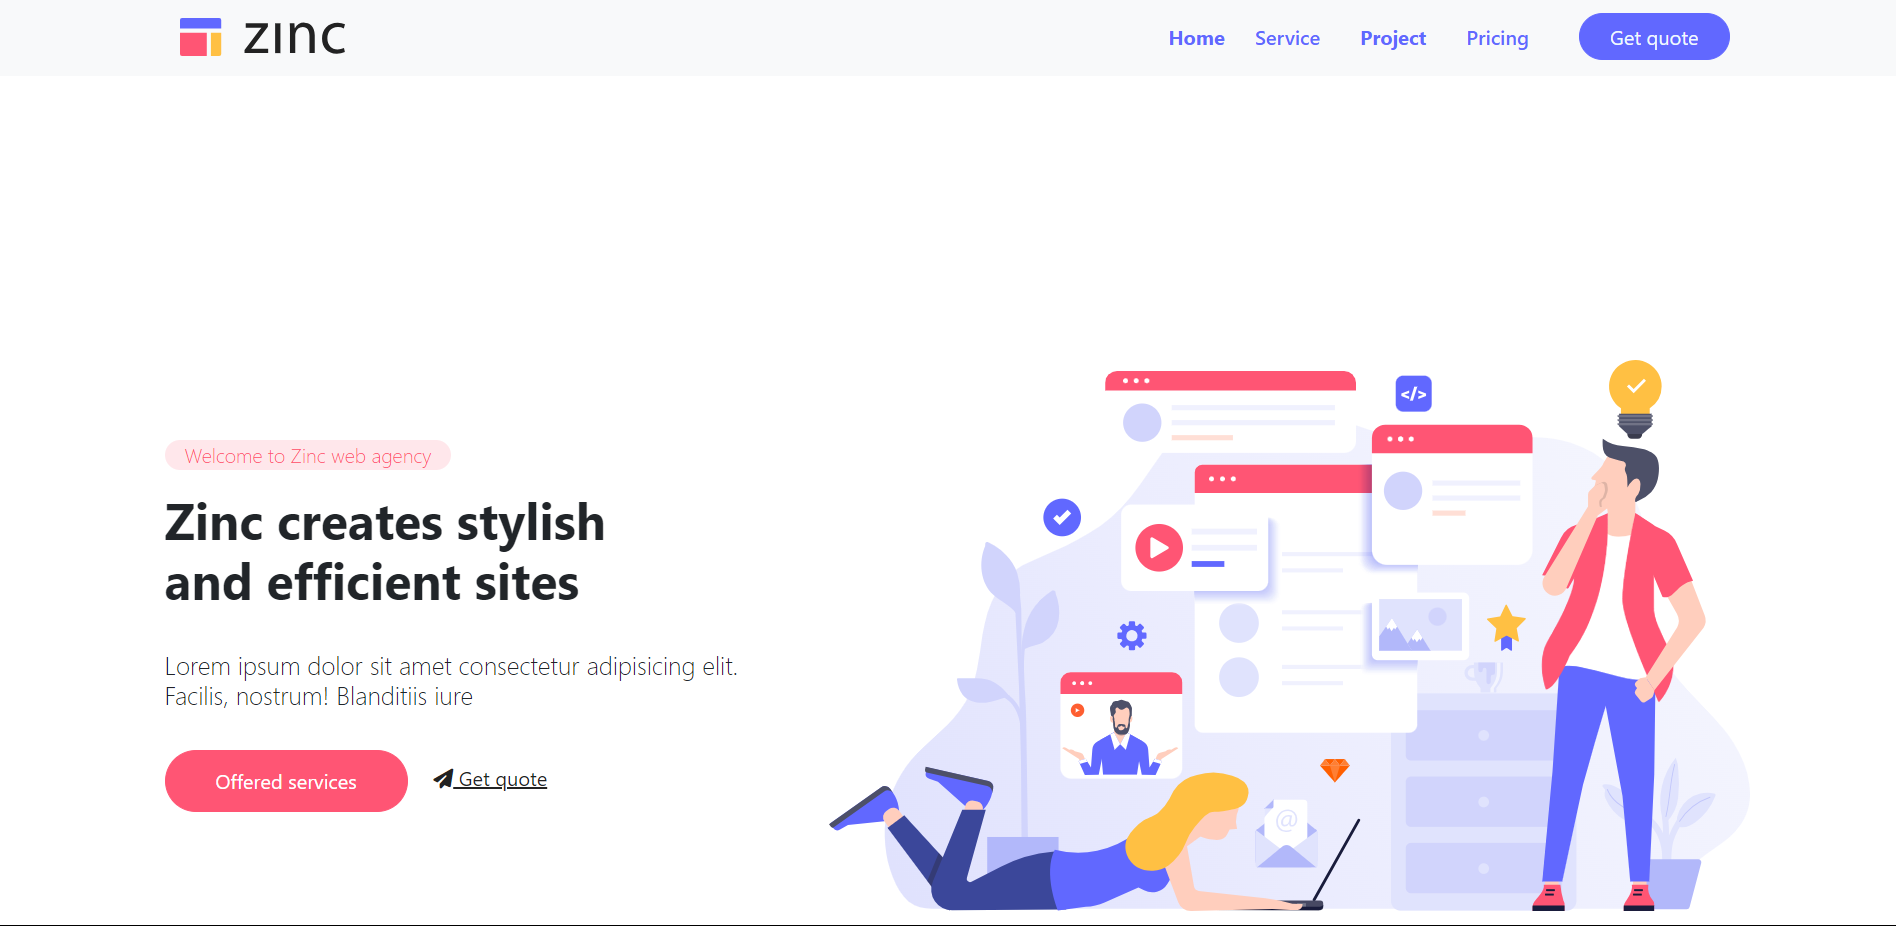 zinc
Home Service Project Pricing Get quote
Welcome to Zinc web agency
Zinc creates stylish
and efficient sites
Lorem ipsum dolor sit amet consectetur adipisicing elit.
Facilis, nostrum! Blanditiis iure
Offered services Get quote
</>
@